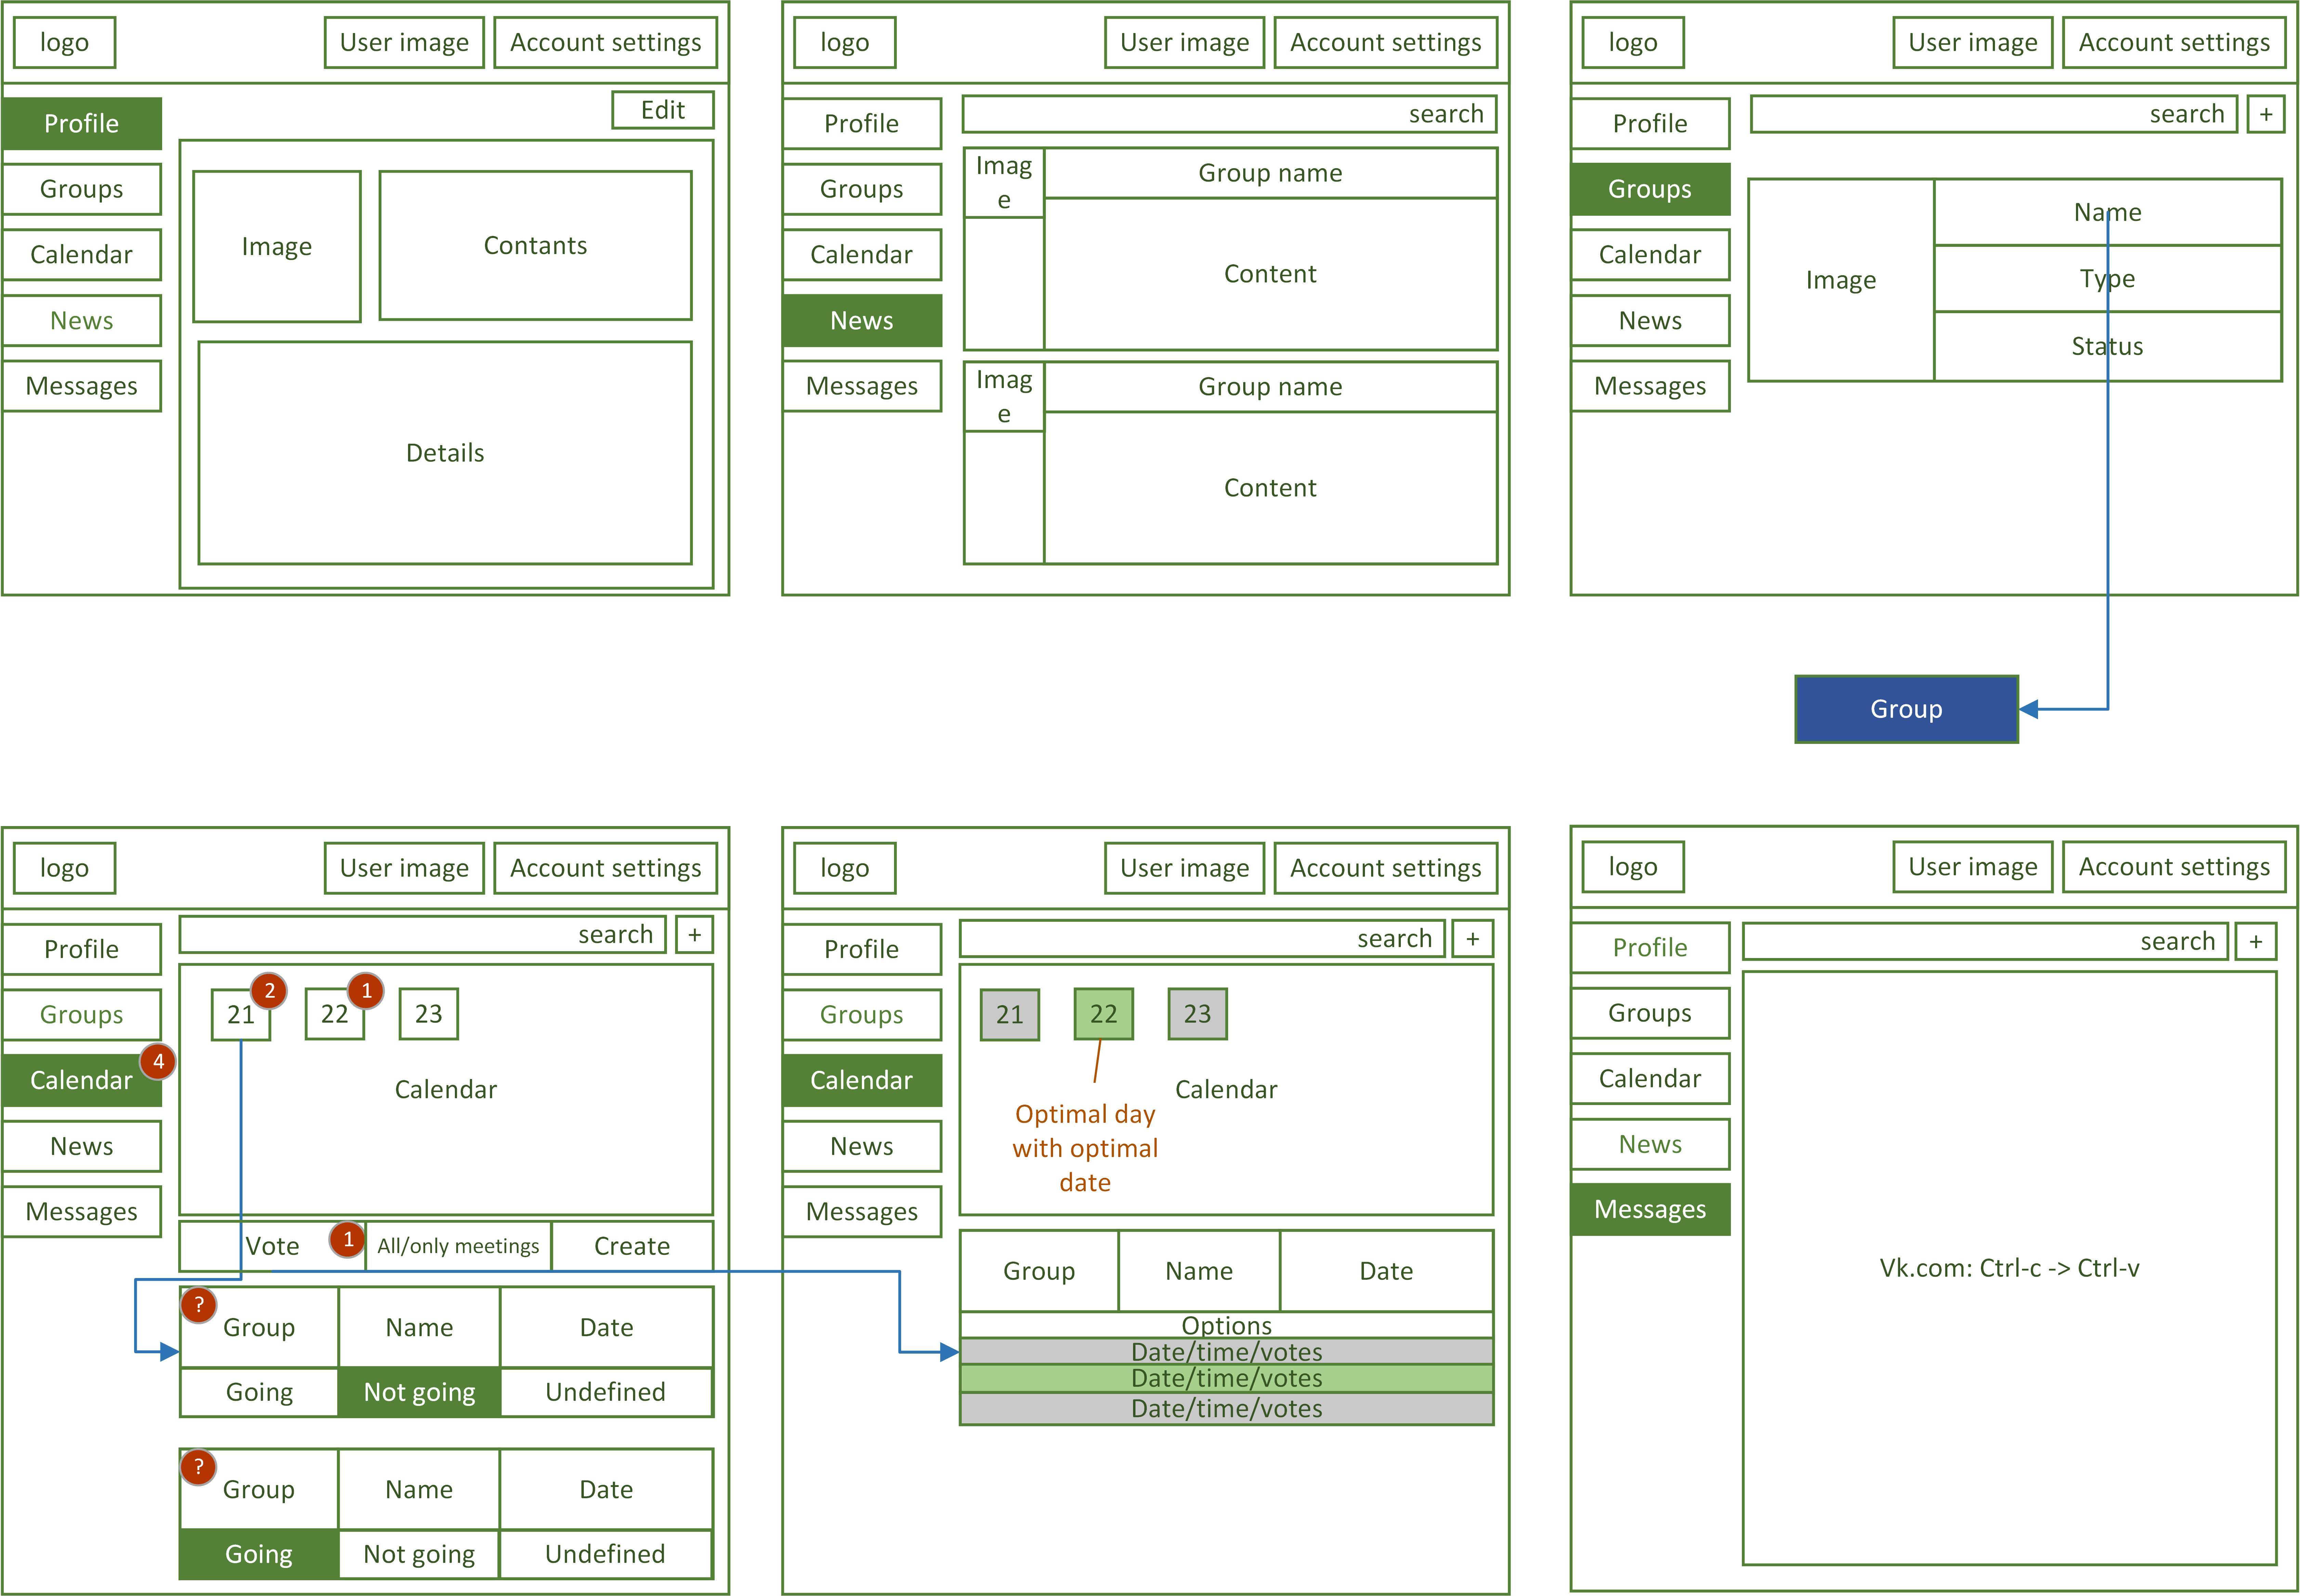 logo
User image
Account settings
Profile
Groups
Calendar
News
Messages
Edit
Image
Contants
Details
logo
User image
Account settings
Profile
Groups
Calendar
News
Messages
search
Imag
e
Group name
Content
Imag
e
Group name
Content
logo
User image
Account settings
Profile
Groups
Calendar
News
Messages
search
+
Image
Name
Type
Status
Group
logo
User image
Account settings
Profile
Groups
Calendar
4
News
Messages
search
+
21
2
22
1
23
Calendar
Vote
1
All/only meetings
Create
?
Group
Name
Date
Going
Not going
Undefined
?
Group
Name
Date
Going
Not going
Undefined
logo
User image
Account settings
Profile
Groups
Calendar
News
Messages
search
+
21
22
23
Calendar
Optimal day
with optimal
date
Group
Name
Date
Options
Date/time/votes
Date/time/votes
Date/time/votes
logo
User image
Account settings
Profile
Groups
Calendar
News
Messages
search
+
Vk.com: Ctrl-c -> Ctrl-v